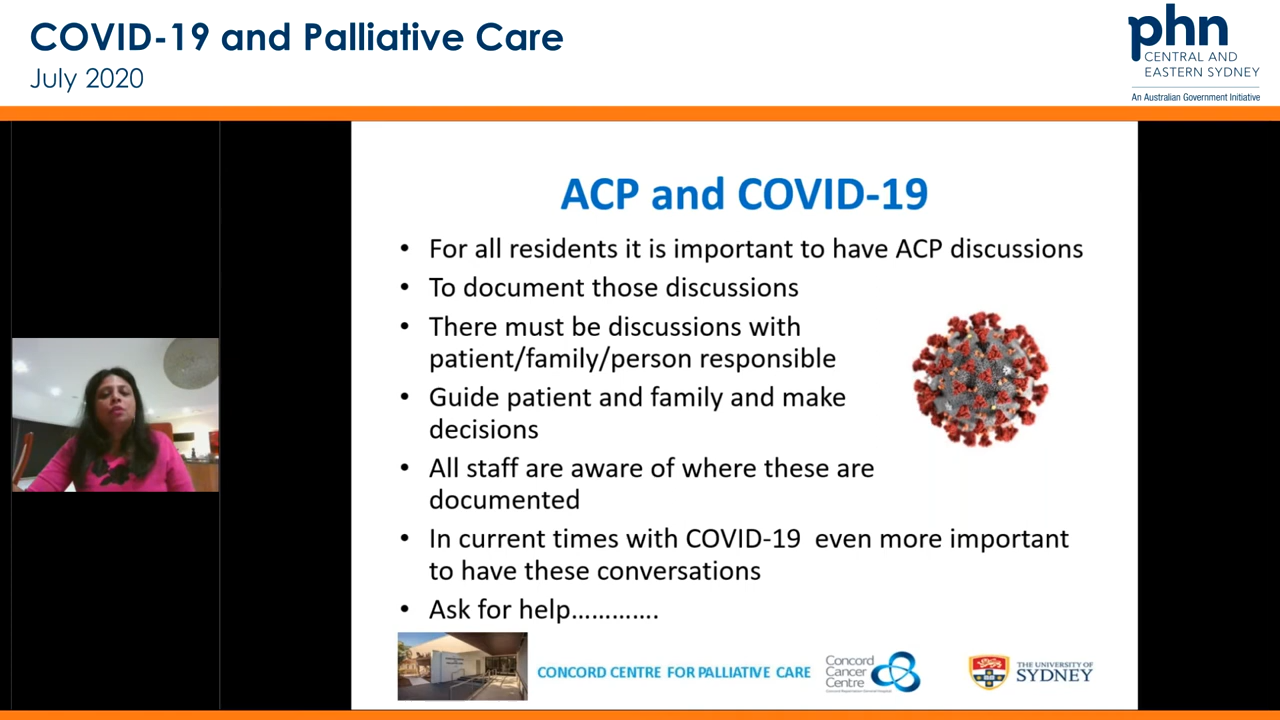 COVID-19 and Palliative Care
July 2020
phn
CENTRAL AND
EASTERN SYDNEY
An Australian Government Initiative
ACP and COVID-19
• For all residents it is important to have ACP discussions
• To document those discussions
• There must be discussions with
patient/family/person responsible
• Guide patient and family and make
decisions
• All staff are aware of where these are
documented
• In current times with COVID-19  even more important
to have these conversations
• Ask for help………….
CONCORD CENTRE FOR PALLIATIVE CARE
Concord
Cancer
Centre
THE UNIVERSITY OF
SYDNEY